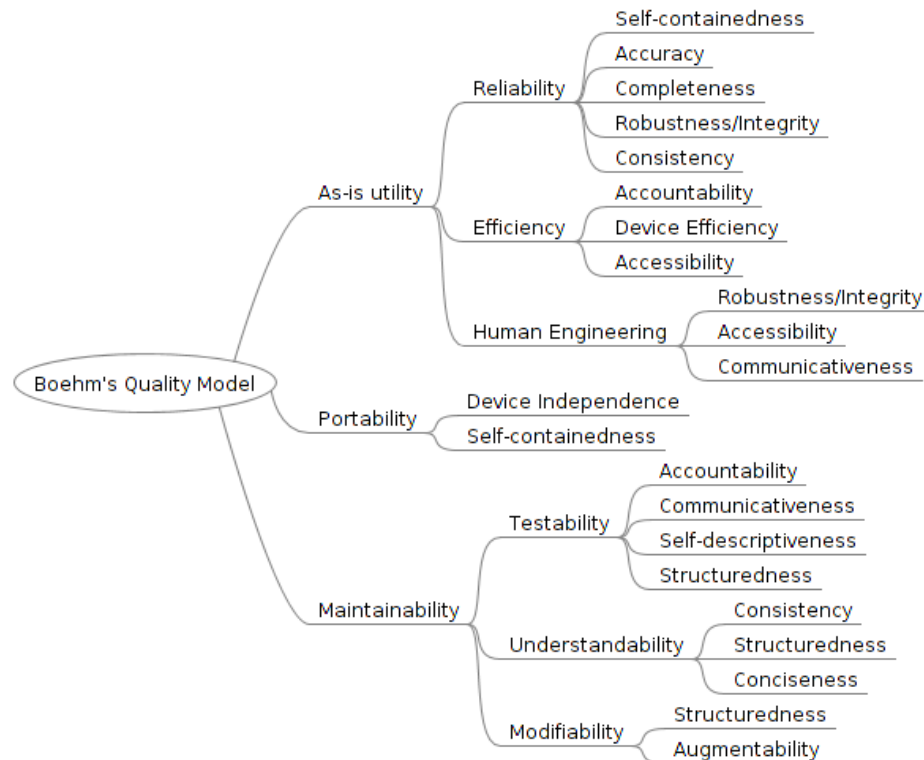 Boehm's Quality Model
As-is utility
Reliability
Self-containedness
Accuracy
Completeness
Robustness/Integrity
Consistency
Efficiency
Accountability
Device Efficiency
Accessibility
Human Engineering
Robustness/Integrity
Accessibility
Communicativeness
Portability
Device Independence
Self-containedness
Maintainability
Testability
Accountability
Communicativeness
Self-descriptiveness
Structuredness
Understandability
Consistency
Structuredness
Conciseness
Modifiability
Structuredness
Augmentability